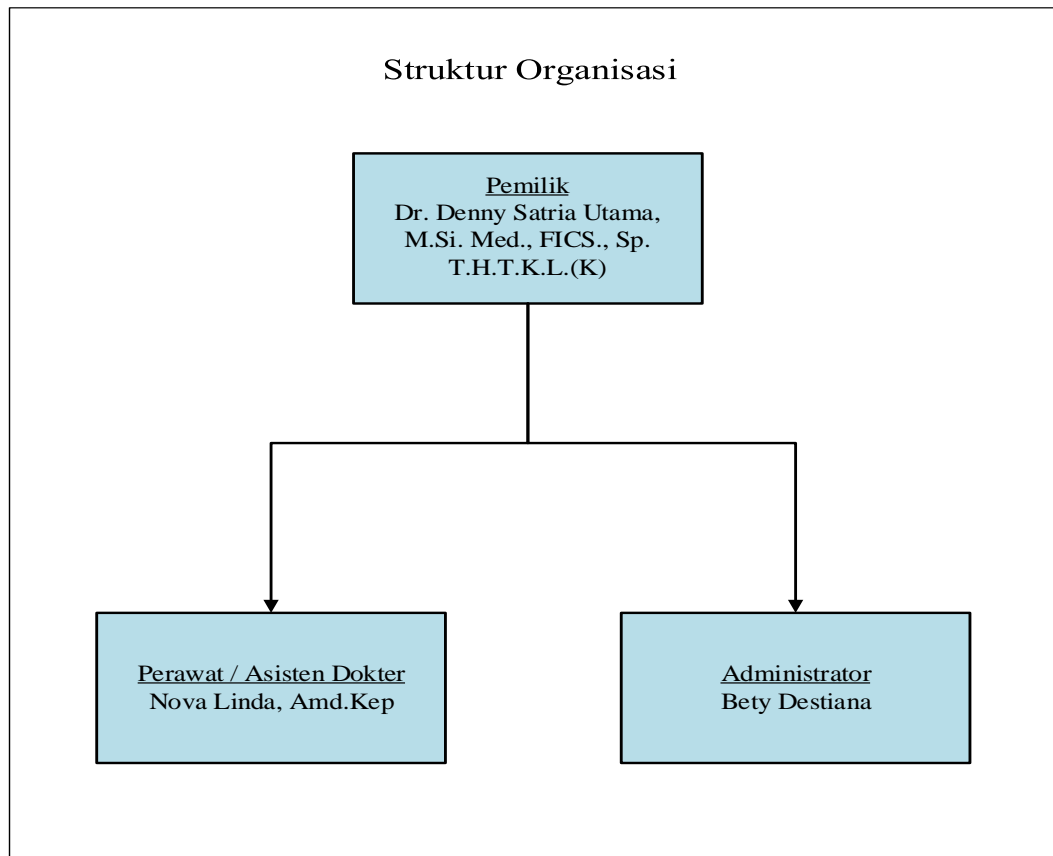 Struktur Organisasi
Pemilik
Dr. Denny Satria Utama,
M.Si. Med., FICS., Sp.
T.H.T.K.L.(K)
Perawat / Asisten Dokter
Nova Linda, Amd.Kep
Administrator
Bety Destiana